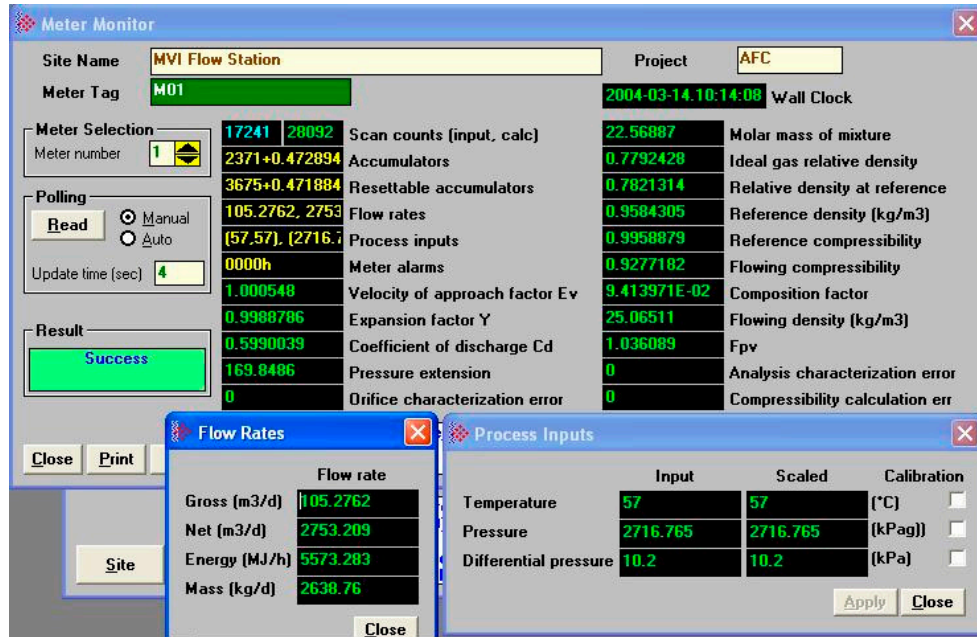 Meter Monitor
Site Name MVI Flow Station Project AFC
Meter Tag M01 2004-03-14.10:14:08 Wall Clock
Meter Selection
Meter number 1
Polling
Read Manual
Auto
Update time (sec) 4
Result
Success
17241 28092 Scan counts (input, calc)
2371+0.472894 Accumulators
3675+0.471884 Resettable accumulators
105.2762, 2753 Flow rates
(57,57), (2716. Process inputs
0000h Meter alarms
1.000548 Velocity of approach factor Ev
0.9988786 Expansion factor Y
0.5990039 Coefficient of discharge Cd
169.8486 Pressure extension
0 Orifice characterization error
22.56887 Molar mass of mixture
0.7792428 Ideal gas relative density
0.7821314 Relative density at reference
0.9584305 Reference density (kg/m3)
0.9958879 Reference compressibility
0.9277182 Flowing compressibility
9.413971E-02 Composition factor
25.06511 Flowing density (kg/m3)
1.036089 Fpv
0 Analysis characterization error
0 Compressibility calculation err
Close Print
Site
Flow Rates
Flow rate
Gross (m3/d) 105.2762
Net (m3/d) 2753.209
Energy (MJ/h) 5573.283
Mass (kg/d) 2638.76
Close
Process Inputs
Input Scaled Calibration
Temperature 57 57 (°C)
Pressure 2716.765 2716.765 (kPag))
Differential pressure 10.2 10.2 (kPa)
Apply Close